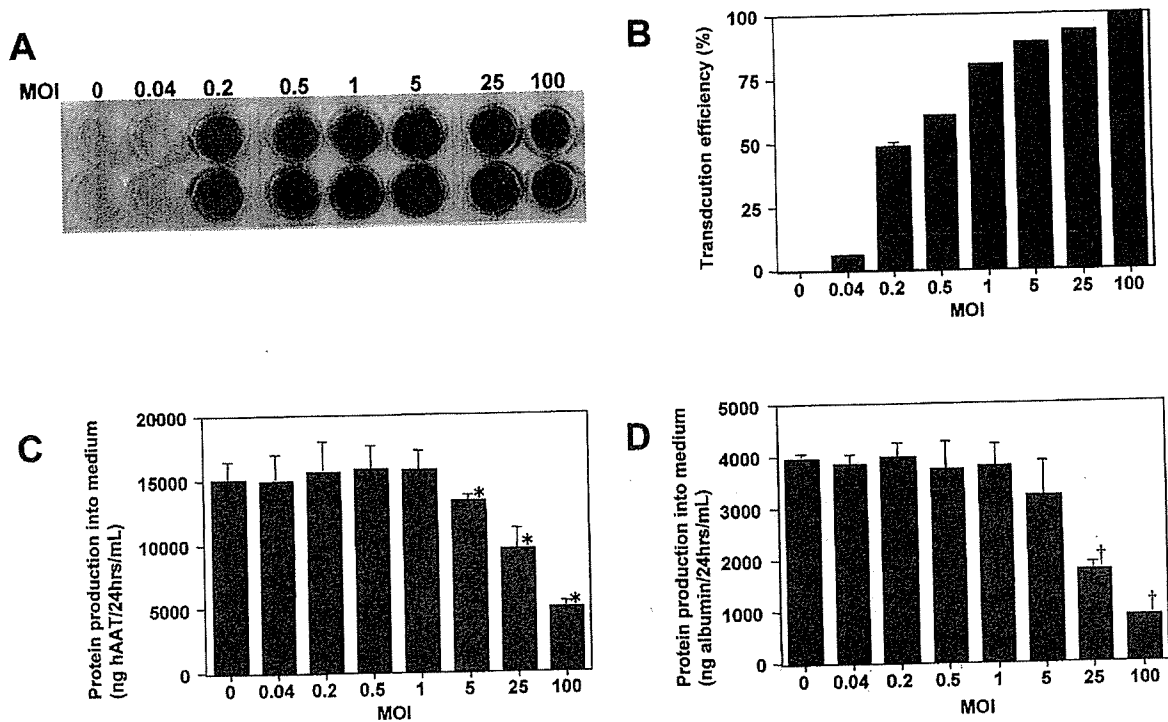 A
MOI 0 0.04 0.2 0.5 1 5 25 100
B
Transdcution efficiency (%)
100
75
50
25
0
0 0.04 0.2 0.5 1 5 25 100
MOI
C
Protein production into medium
(ng hAAT/24hrs/mL)
20000
15000
10000
5000
0
* * *
0 0.04 0.2 0.5 1 5 25 100
MOI
D
Protein production into medium
(ng albumin/24hrs/mL)
5000
4000
3000
2000
1000
0
† †
0 0.04 0.2 0.5 1 5 25 100
MOI